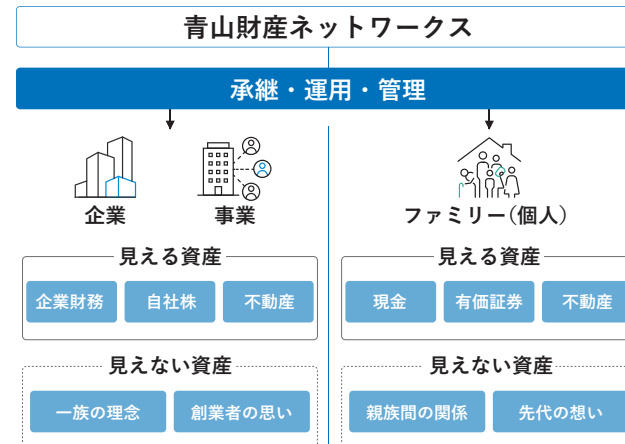 青山財産ネットワークス
承継・運用・管理
企業
事業
ファミリー(個人)
見える資産
企業財務
自社株
不動産
見えない資産
一族の理念
創業者の思い
見える資産
現金
有価証券
不動産
見えない資産
親族間の関係
先代の想い